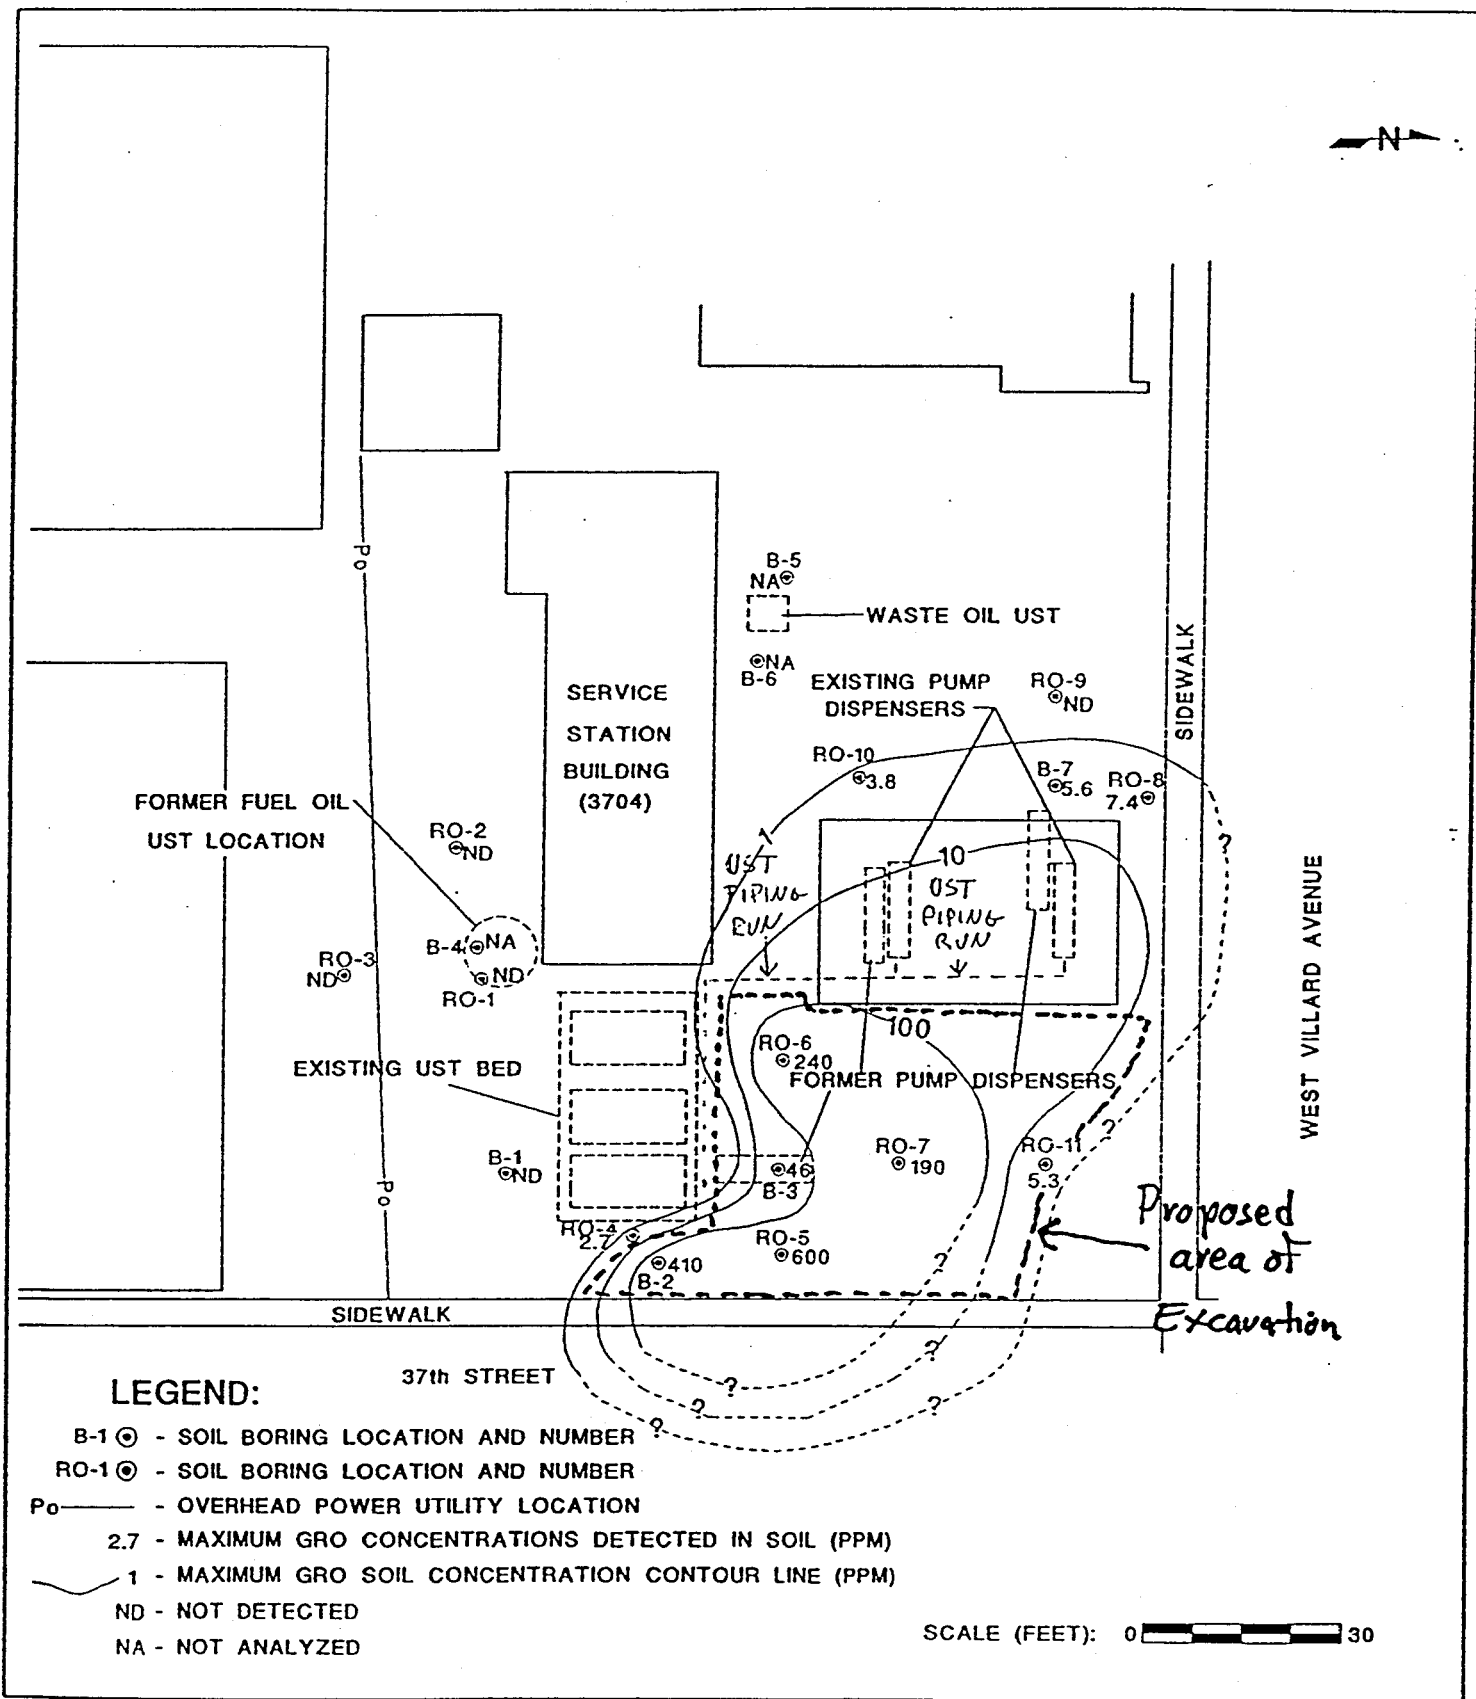 N
Po
B-5
NA
WASTE OIL UST
NA
B-6
EXISTING PUMP
DISPENSERS
RO-9
ND
SIDEWALK
SERVICE
STATION
BUILDING
(3704)
RO-10
3.8
B-7
5.6
RO-8
7.4
FORMER FUEL OIL
UST LOCATION
RO-2
ND
1
10
?
UST
PIPING
RUN
UST
PIPING
RUN
WEST VILLARD AVENUE
B-4
NA
RO-3
ND
ND
RO-1
100
RO-6
240
EXISTING UST BED
FORMER PUMP DISPENSERS
?
RO-7
190
RO-11
5.3
B-1
ND
Po
46
B-3
Proposed
area of
Excavation
RO-4
2.7
RO-5
600
410
B-2
?
SIDEWALK
?
37th STREET
?
?
?
?
LEGEND:
B-1 - SOIL BORING LOCATION AND NUMBER
RO-1 - SOIL BORING LOCATION AND NUMBER
Po - OVERHEAD POWER UTILITY LOCATION
2.7 - MAXIMUM GRO CONCENTRATIONS DETECTED IN SOIL (PPM)
1 - MAXIMUM GRO SOIL CONCENTRATION CONTOUR LINE (PPM)
ND - NOT DETECTED
NA - NOT ANALYZED
SCALE (FEET): 0 30